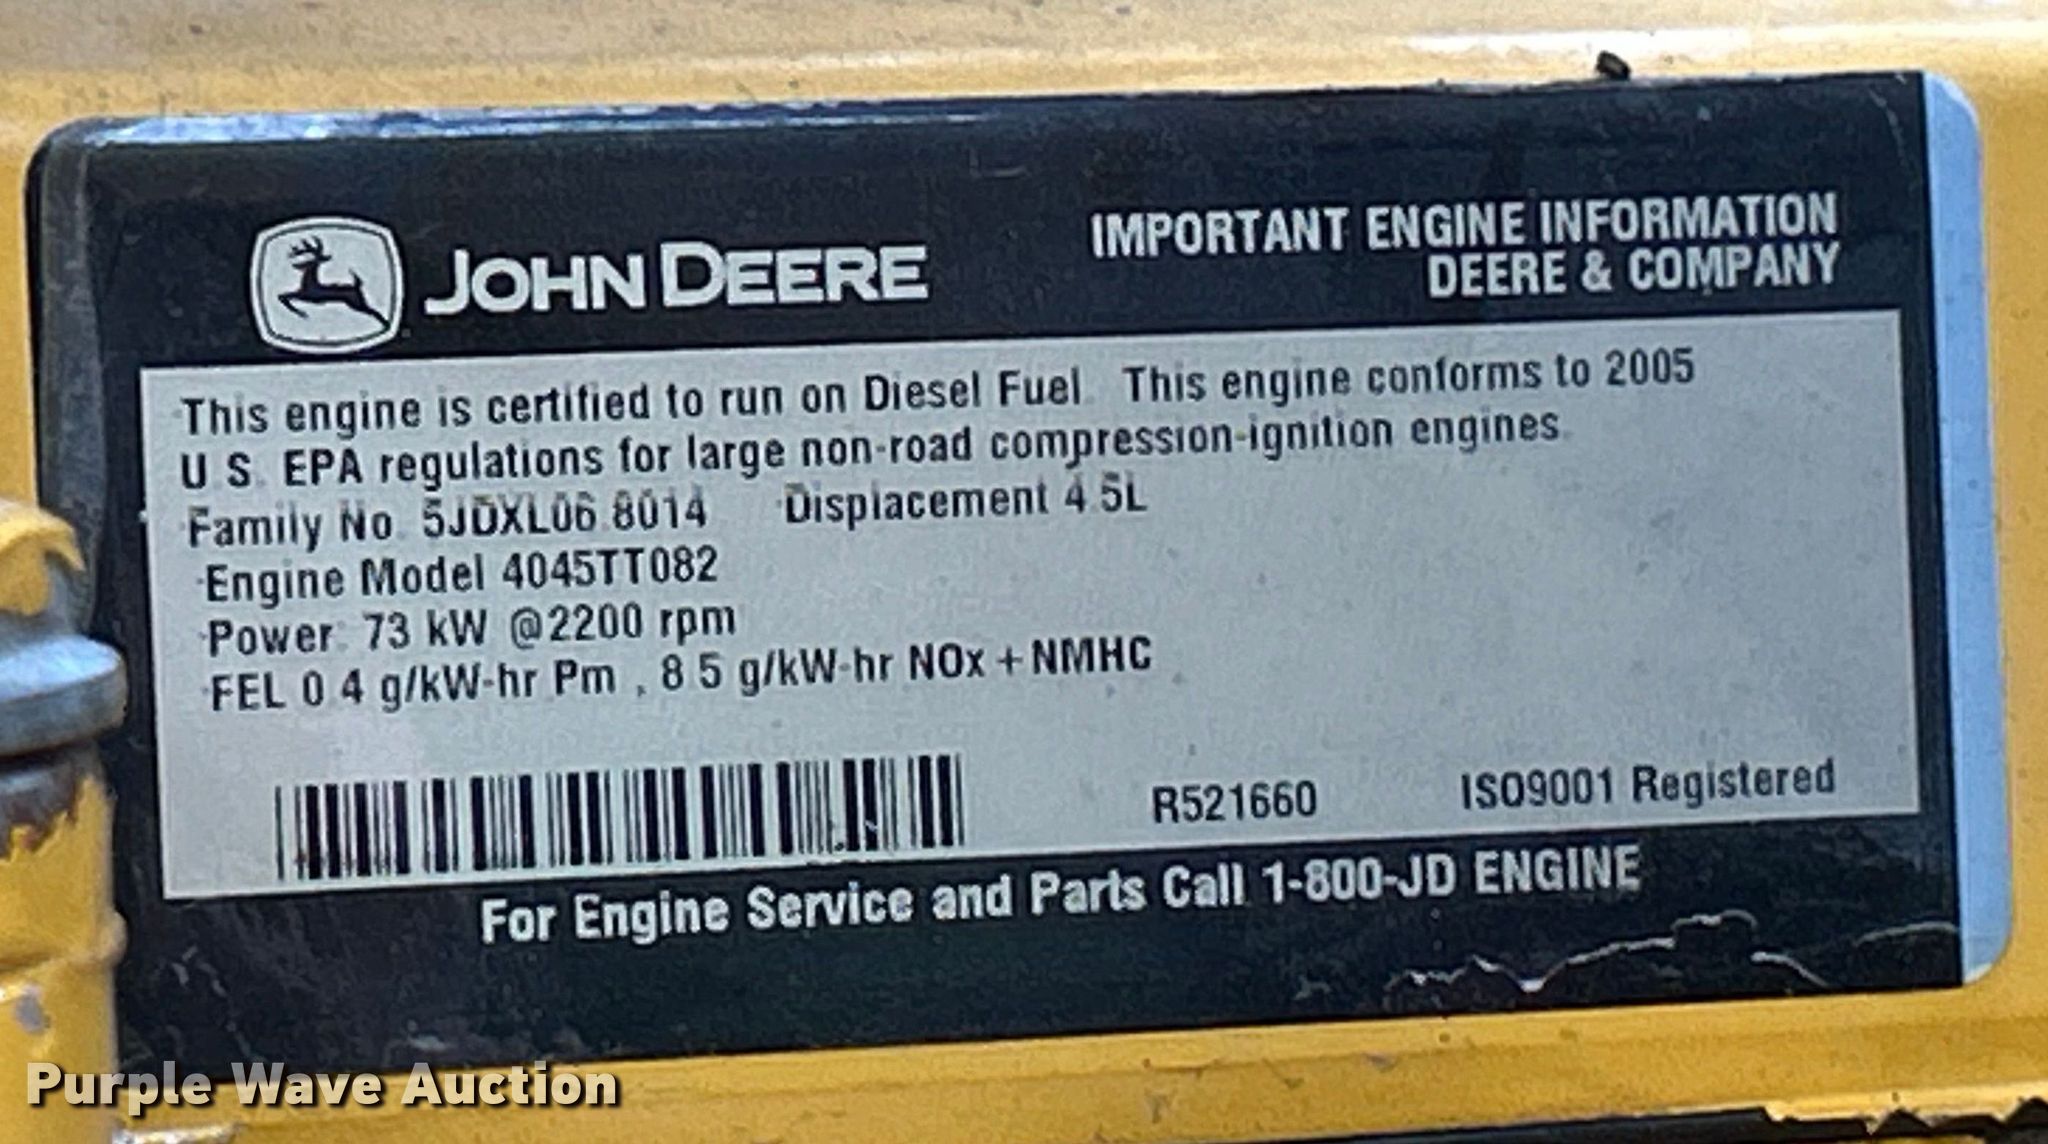 JOHN DEERE
IMPORTANT ENGINE INFORMATION
DEERE & COMPANY
This engine is certified to run on Diesel Fuel. This engine conforms to 2005
U.S. EPA regulations for large non-road compression-ignition engines.
Family No. 5JDXL06.8014 Displacement 4.5L
Engine Model 4045TT082
Power: 73 kW @2200 rpm
FEL 0.4 g/kW-hr Pm , 8.5 g/kW-hr NOx + NMHC
R521660 ISO9001 Registered
For Engine Service and Parts Call 1-800-JD ENGINE
Purple Wave Auction